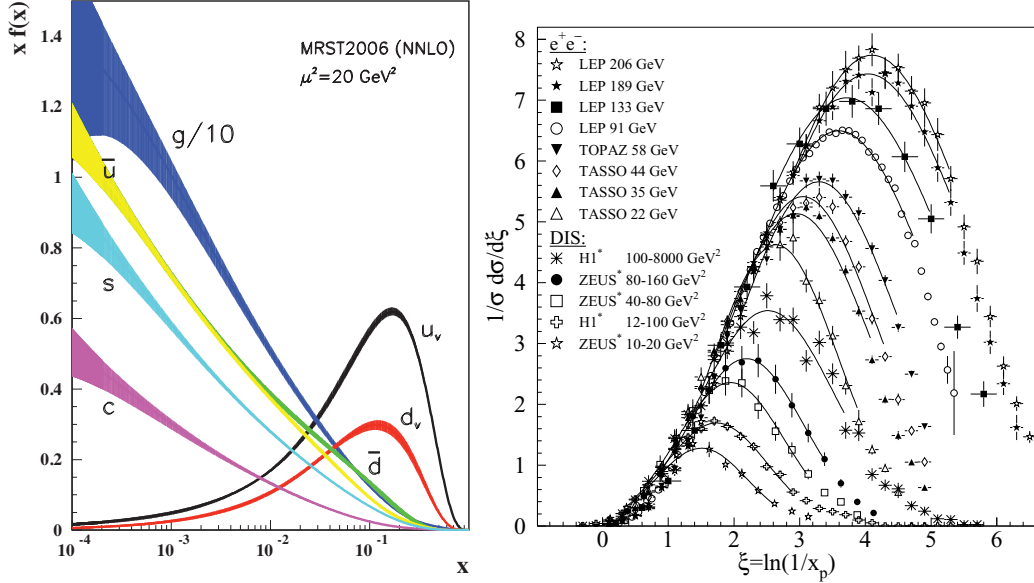 x f(x)
1.4
1.2
1
0.8
0.6
0.4
0.2
0
MRST2006 (NNLO)
μ²=20 GeV²
g/10
ū
s
c
u_v
d_v
d̄
10⁻⁴
10⁻³
10⁻²
10⁻¹
x
1/σ dσ/dξ
8
7
6
5
4
3
2
1
0
e⁺e⁻:
LEP 206 GeV
LEP 189 GeV
LEP 133 GeV
LEP 91 GeV
TOPAZ 58 GeV
TASSO 44 GeV
TASSO 35 GeV
TASSO 22 GeV
DIS:
H1* 100-8000 GeV²
ZEUS* 80-160 GeV²
ZEUS* 40-80 GeV²
H1* 12-100 GeV²
ZEUS* 10-20 GeV²
0 1 2 3 4 5 6
ξ=ln(1/x_p)